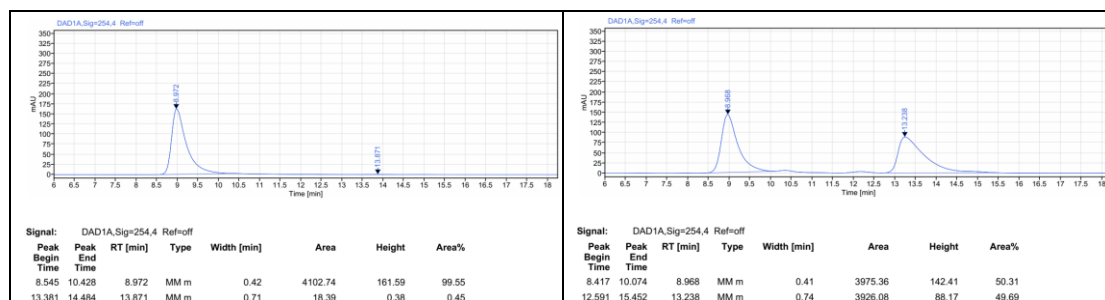 DAD1A,Sig=254,4 Ref=off
350
325
300
275
250
225
200
175
150
125
100
75
50
25
0
mAU
8.972
13.871
6 6.5 7 7.5 8 8.5 9 9.5 10 10.5 11 11.5 12 12.5 13 13.5 14 14.5 15 15.5 16 16.5 17 17.5 18
Time [min]
Signal: DAD1A,Sig=254,4 Ref=off
Peak Begin Time Peak End Time RT [min] Type Width [min] Area Height Area%
8.545 10.428 8.972 MM m 0.42 4102.74 161.59 99.55
13.381 14.484 13.871 MM m 0.71 18.39 0.38 0.45
DAD1A,Sig=254,4 Ref=off
350
325
300
275
250
225
200
175
150
125
100
75
50
25
0
mAU
8.968
13.238
6 6.5 7 7.5 8 8.5 9 9.5 10 10.5 11 11.5 12 12.5 13 13.5 14 14.5 15 15.5 16 16.5 17 17.5 18
Time [min]
Signal: DAD1A,Sig=254,4 Ref=off
Peak Begin Time Peak End Time RT [min] Type Width [min] Area Height Area%
8.417 10.074 8.968 MM m 0.41 3975.36 142.41 50.31
12.591 15.452 13.238 MM m 0.74 3926.08 88.17 49.69